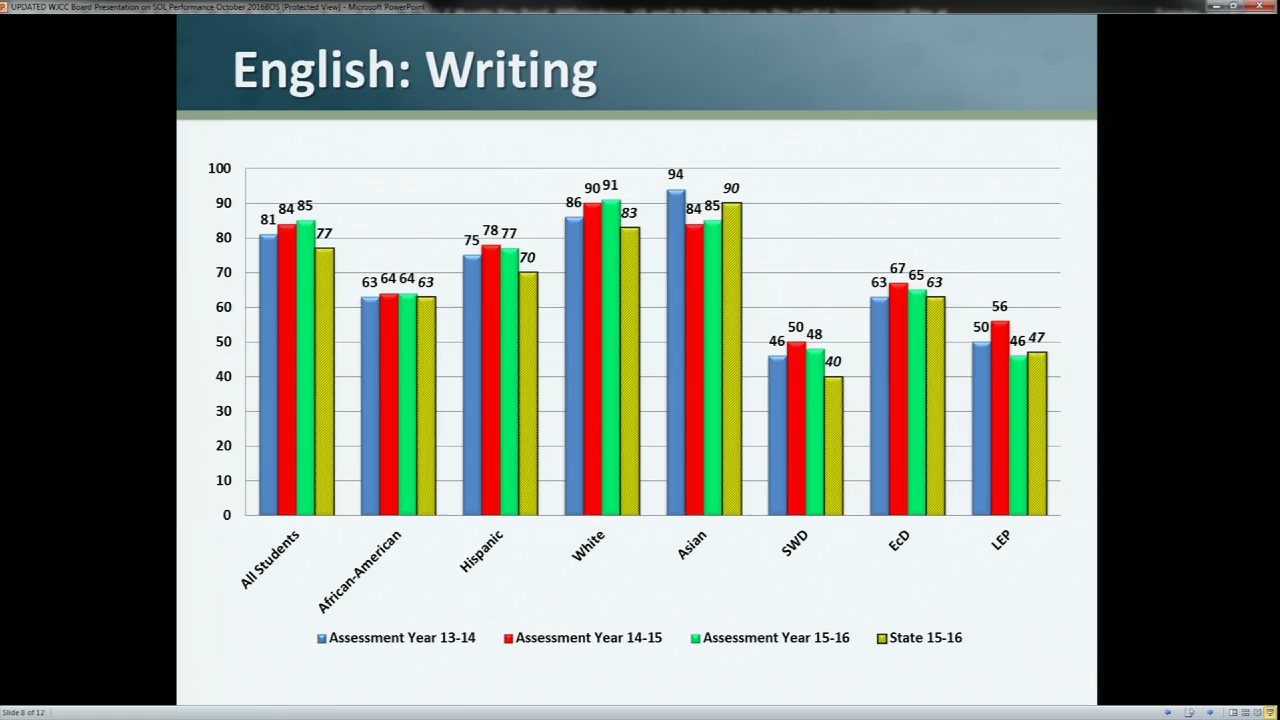 UPDATED WJCC Board Presentation on SOL Performance October 2016BOS [Protected View] - Microsoft PowerPoint
English: Writing
100
90
80
70
60
50
40
30
20
10
0
81 84 85 77
63 64 64 63
75 78 77 70
86 90 91 83
94 84 85 90
46 50 48 40
63 67 65 63
50 56 46 47
All Students
African-American
Hispanic
White
Asian
SWD
EcD
LEP
Assessment Year 13-14
Assessment Year 14-15
Assessment Year 15-16
State 15-16
Slide 8 of 12